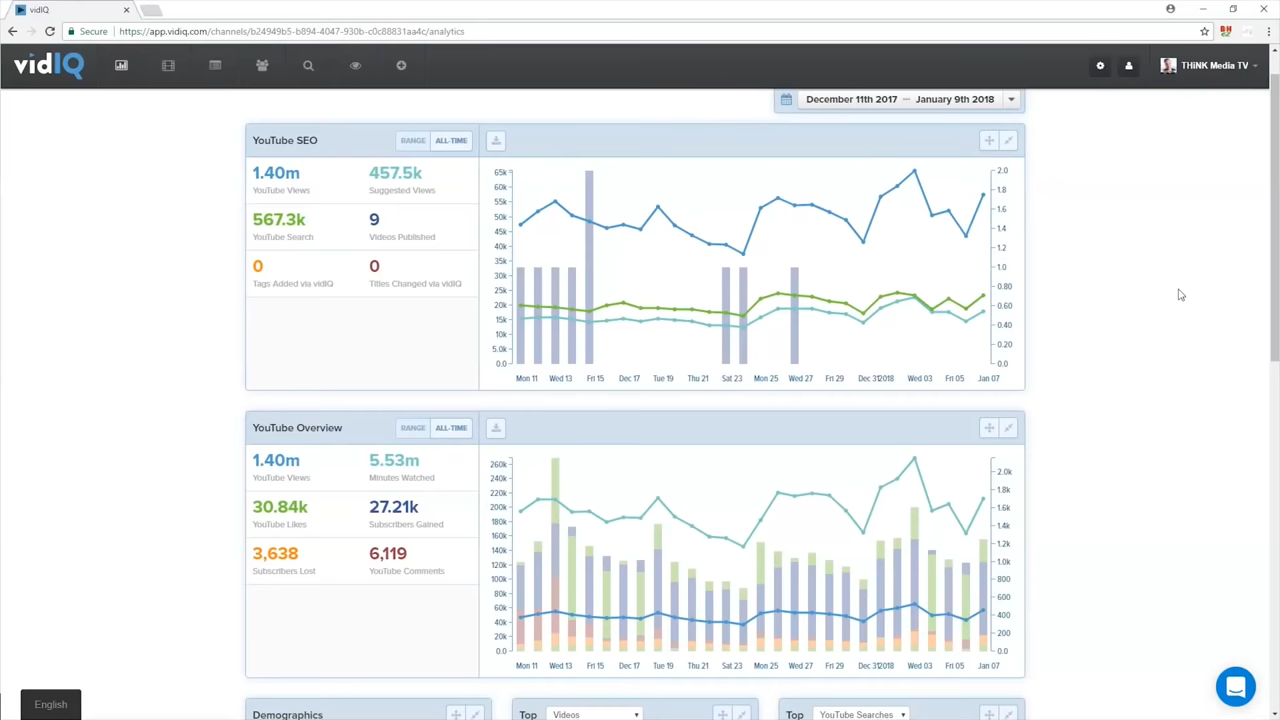 vidIQ
Secure https://app.vidiq.com/channels/b24949b5-b894-4047-930b-c0c88831aa4c/analytics
vidIQ
THiNK Media TV
December 11th 2017 — January 9th 2018
YouTube SEO RANGE ALL-TIME
1.40m 457.5k
YouTube Views Suggested Views
567.3k 9
YouTube Search Videos Published
0 0
Tags Added via vidIQ Titles Changed via vidIQ
65k 2.0
60k 1.8
55k 1.6
50k 1.4
45k
40k 1.2
35k 1.0
30k
25k 0.80
20k 0.60
15k 0.40
10k
5.0k 0.20
0.0 0.0
Mon 11 Wed 13 Fri 15 Dec 17 Tue 19 Thu 21 Sat 23 Mon 25 Wed 27 Fri 29 Dec 31 2018 Wed 03 Fri 05 Jan 07
YouTube Overview RANGE ALL-TIME
1.40m 5.53m
YouTube Views Minutes Watched
30.84k 27.21k
YouTube Likes Subscribers Gained
3,638 6,119
Subscribers Lost YouTube Comments
260k 2.0k
240k
220k 1.8k
200k 1.6k
180k 1.4k
160k
140k 1.2k
120k 1.0k
100k 800
80k
60k 600
40k 400
20k 200
0.0 0.0
Mon 11 Wed 13 Fri 15 Dec 17 Tue 19 Thu 21 Sat 23 Mon 25 Wed 27 Fri 29 Dec 31 2018 Wed 03 Fri 05 Jan 07
English
Demographics Top Videos Top YouTube Searches